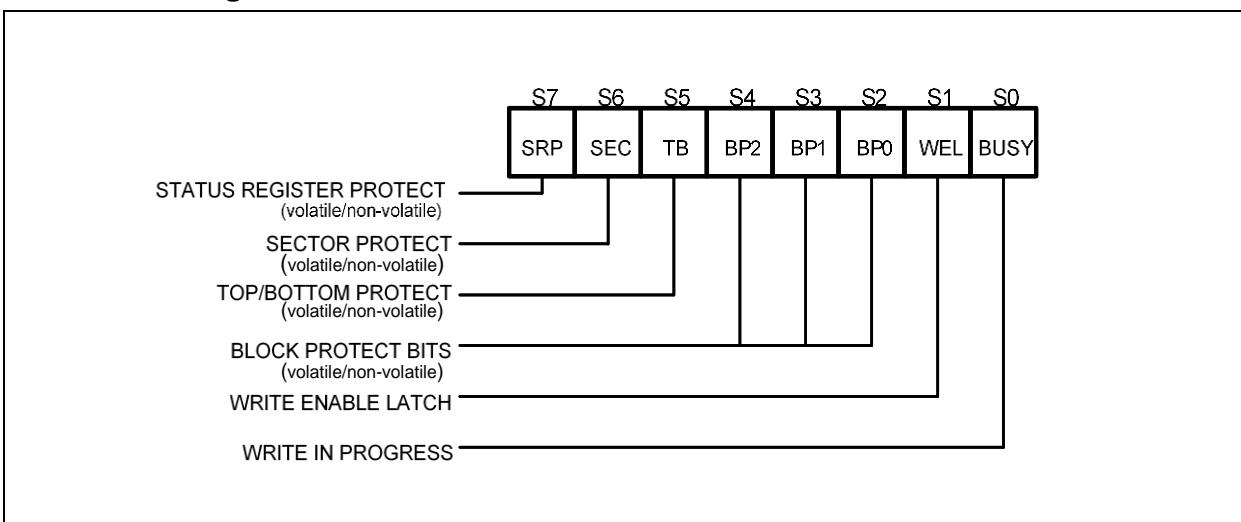 S7 S6 S5 S4 S3 S2 S1 S0
SRP SEC TB BP2 BP1 BP0 WEL BUSY
STATUS REGISTER PROTECT
(volatile/non-volatile)
SECTOR PROTECT
(volatile/non-volatile)
TOP/BOTTOM PROTECT
(volatile/non-volatile)
BLOCK PROTECT BITS
(volatile/non-volatile)
WRITE ENABLE LATCH
WRITE IN PROGRESS